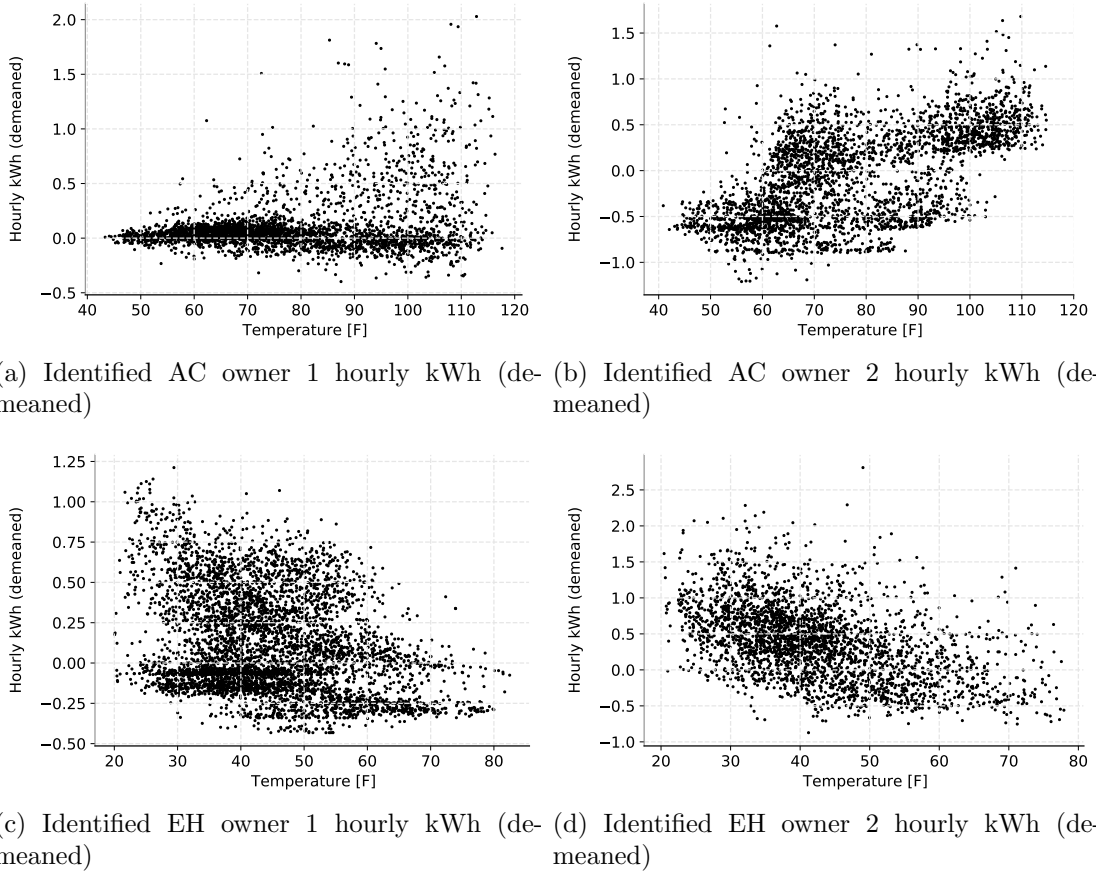 2.0
1.5
1.0
0.5
0.0
−0.5
Hourly kWh (demeaned)
40 50 60 70 80 90 100 110 120
Temperature [F]
1.5
1.0
0.5
0.0
−0.5
−1.0
Hourly kWh (demeaned)
40 50 60 70 80 90 100 110 120
Temperature [F]
a) Identified AC owner 1 hourly kWh (de-
meaned)
(b) Identified AC owner 2 hourly kWh (de-
meaned)
1.25
1.00
0.75
0.50
0.25
0.00
−0.25
−0.50
Hourly kWh (demeaned)
20 30 40 50 60 70 80
Temperature [F]
2.5
2.0
1.5
1.0
0.5
0.0
−0.5
−1.0
Hourly kWh (demeaned)
20 30 40 50 60 70 80
Temperature [F]
(c) Identified EH owner 1 hourly kWh (de-
meaned)
(d) Identified EH owner 2 hourly kWh (de-
meaned)